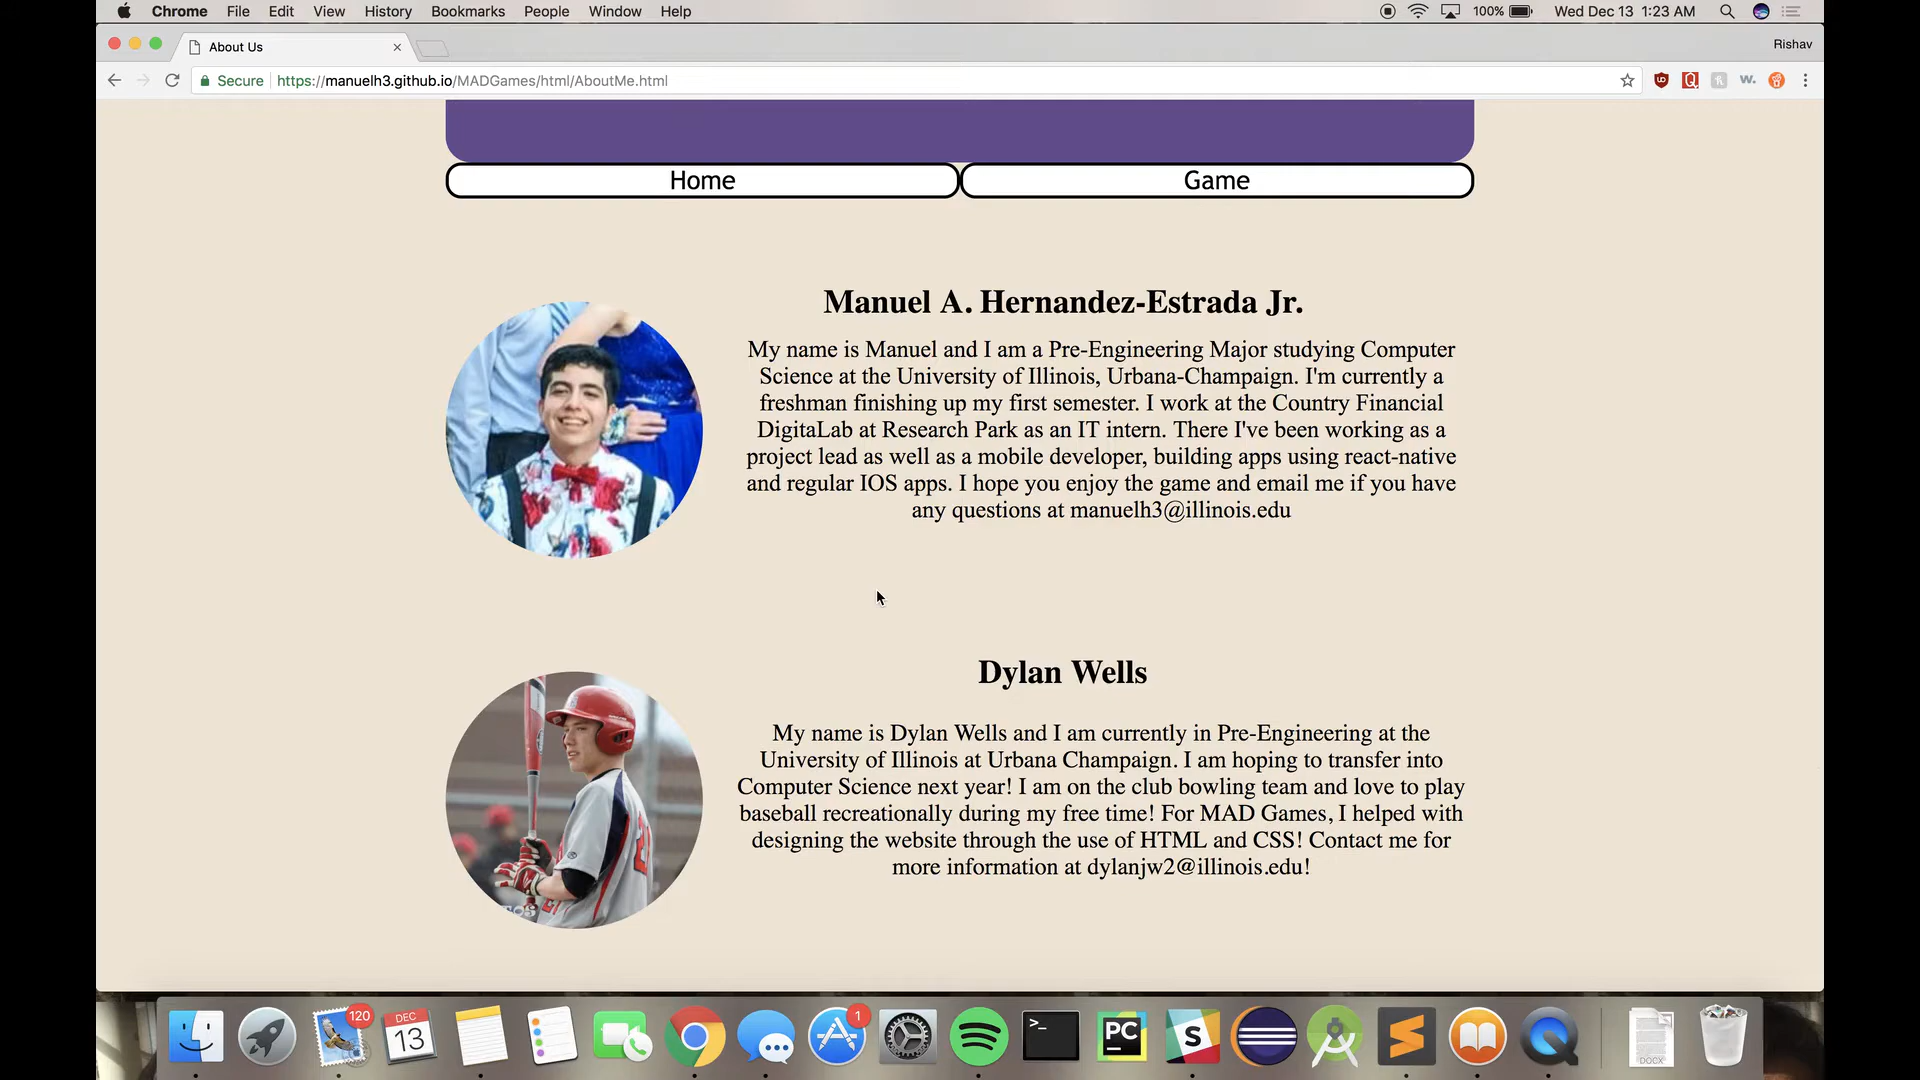 Chrome File Edit View History Bookmarks People Window Help 100% Wed Dec 13 1:23 AM
About Us
Rishav
Secure https://manuelh3.github.io/MADGames/html/AboutMe.html
Home Game
Manuel A. Hernandez-Estrada Jr.
My name is Manuel and I am a Pre-Engineering Major studying Computer
Science at the University of Illinois, Urbana-Champaign. I'm currently a
freshman finishing up my first semester. I work at the Country Financial
DigitaLab at Research Park as an IT intern. There I've been working as a
project lead as well as a mobile developer, building apps using react-native
and regular IOS apps. I hope you enjoy the game and email me if you have
any questions at manuelh3@illinois.edu
Dylan Wells
My name is Dylan Wells and I am currently in Pre-Engineering at the
University of Illinois at Urbana Champaign. I am hoping to transfer into
Computer Science next year! I am on the club bowling team and love to play
baseball recreationally during my free time! For MAD Games, I helped with
designing the website through the use of HTML and CSS! Contact me for
more information at dylanjw2@illinois.edu!
120
DEC
13
1
>_
PC
S
DOCX